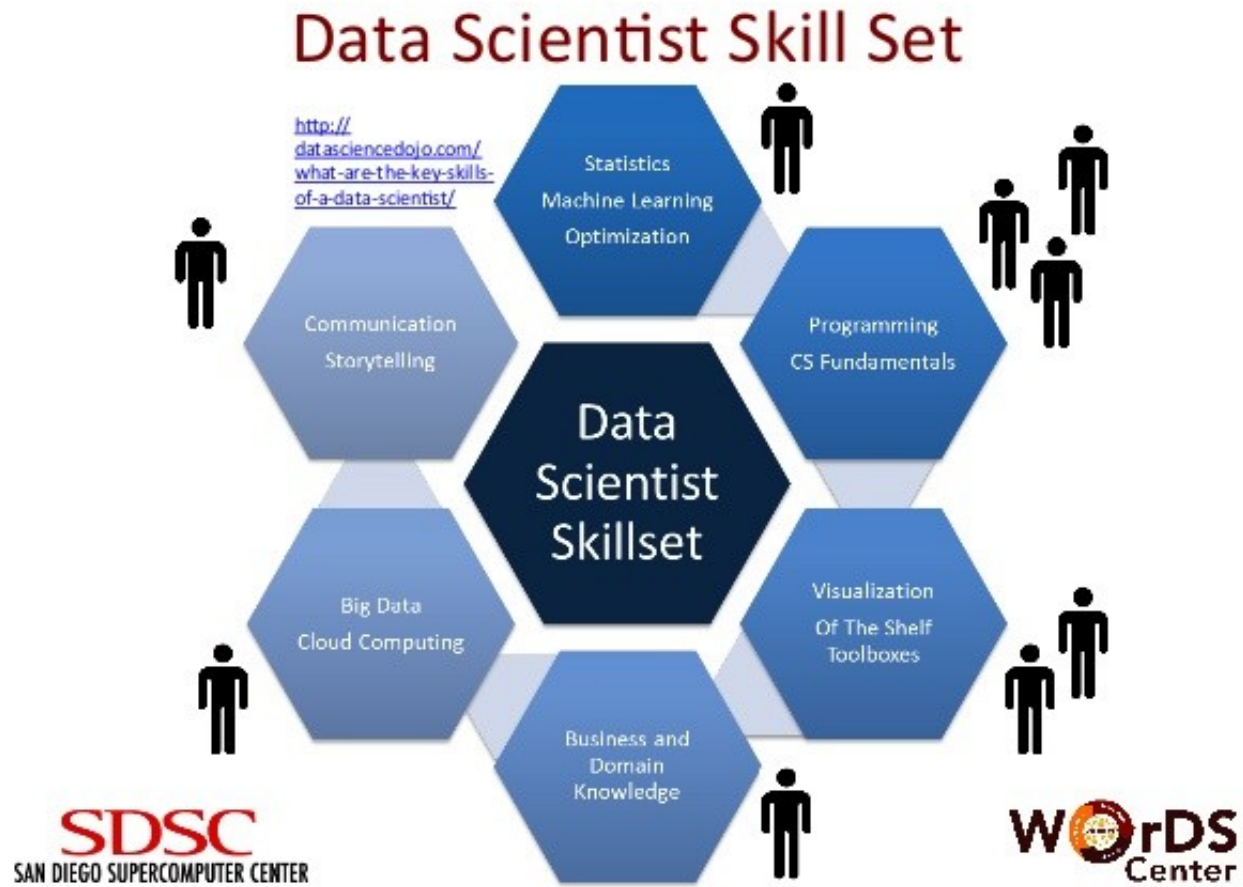 Data Scientist Skill Set
http://
datasciencedojo.com/
what-are-the-key-skills-
of-a-data-scientist/
Statistics
Machine Learning
Optimization
Programming
CS Fundamentals
Communication
Storytelling
Data
Scientist
Skillset
Visualization
Of The Shelf
Toolboxes
Big Data
Cloud Computing
Business and
Domain
Knowledge
SDSC
SAN DIEGO SUPERCOMPUTER CENTER
WOrDS
Center